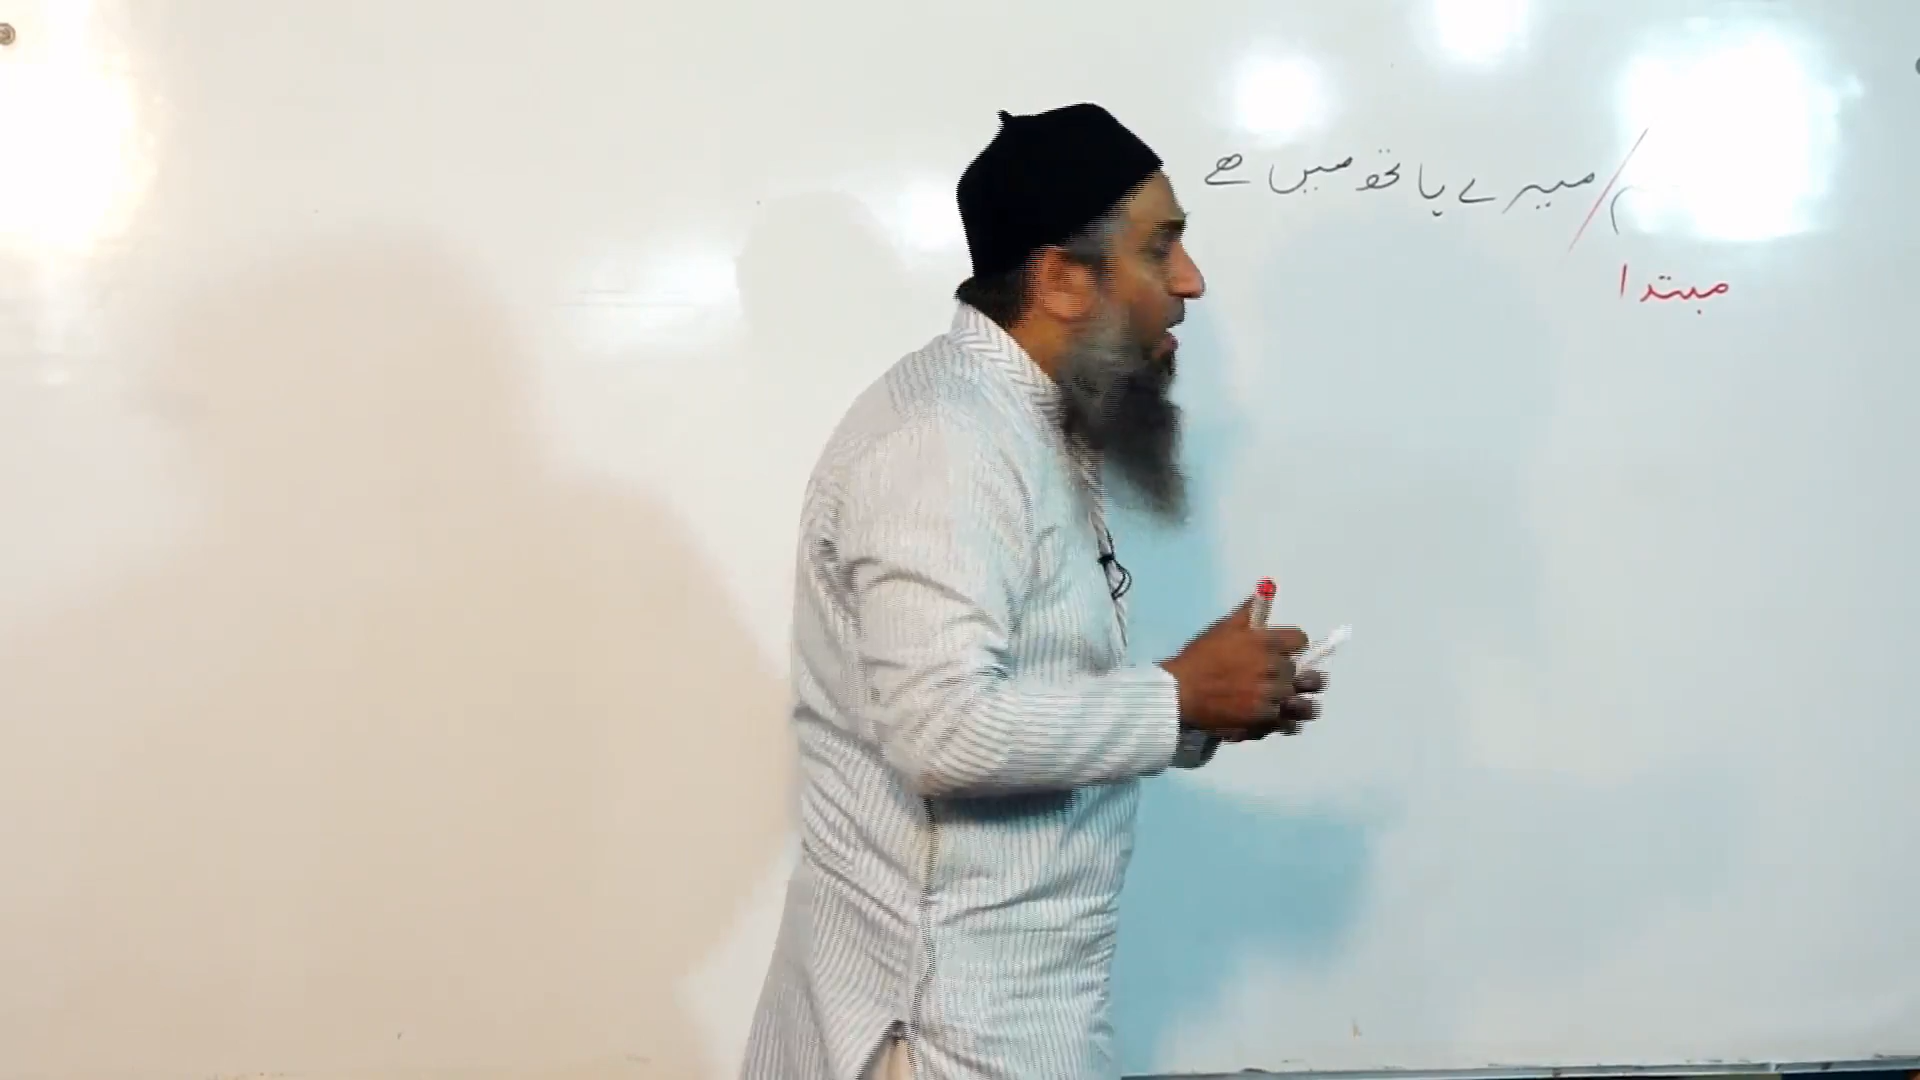 م / میرے ہاتھ میں ہے
مبتدا